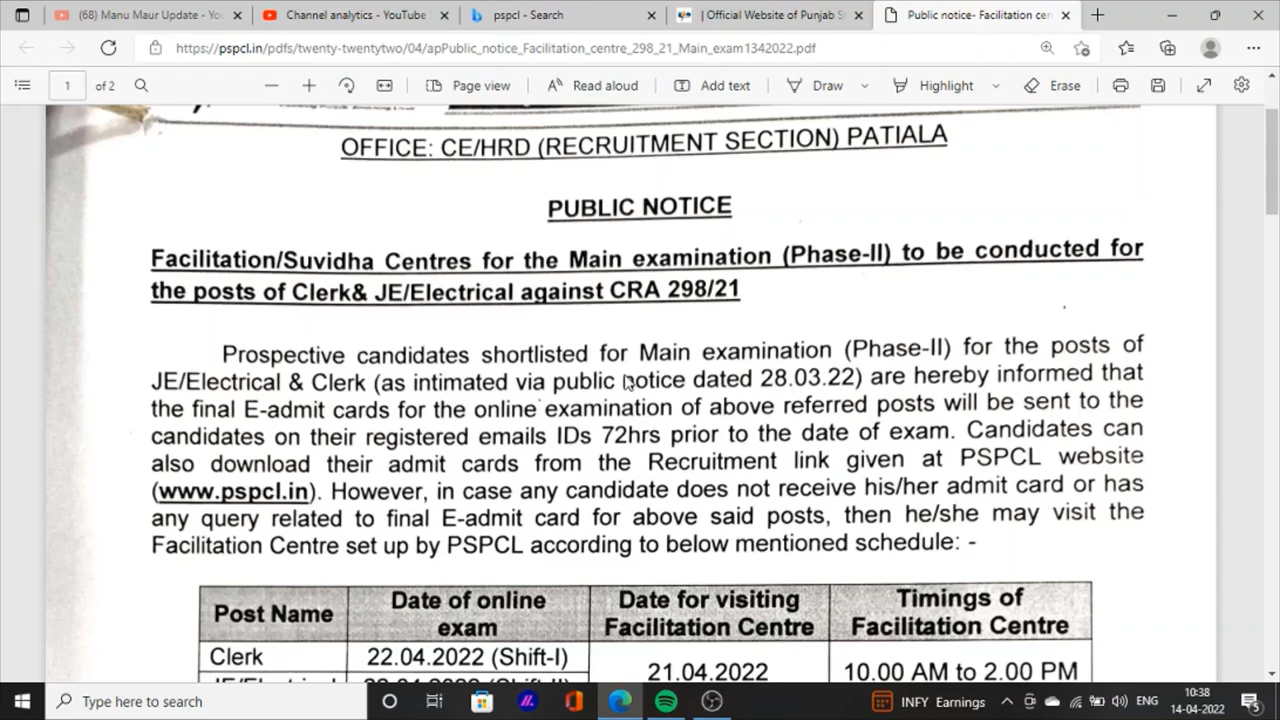 (68) Manu Maur Update - Yo
Channel analytics - YouTube
pspcl - Search
| Official Website of Punjab S
Public notice- Facilitation cen
https://pspcl.in/pdfs/twenty-twentytwo/04/apPublic_notice_Facilitation_centre_298_21_Main_exam1342022.pdf
1 of 2
Page view
Read aloud
Add text
Draw
Highlight
Erase
OFFICE: CE/HRD (RECRUITMENT SECTION) PATIALA
PUBLIC NOTICE
Facilitation/Suvidha Centres for the Main examination (Phase-II) to be conducted for
the posts of Clerk& JE/Electrical against CRA 298/21
Prospective candidates shortlisted for Main examination (Phase-II) for the posts of
JE/Electrical & Clerk (as intimated via public notice dated 28.03.22) are hereby informed that
the final E-admit cards for the online examination of above referred posts will be sent to the
candidates on their registered emails IDs 72hrs prior to the date of exam. Candidates can
also download their admit cards from the Recruitment link given at PSPCL website
(www.pspcl.in). However, in case any candidate does not receive his/her admit card or has
any query related to final E-admit card for above said posts, then he/she may visit the
Facilitation Centre set up by PSPCL according to below mentioned schedule: -
Post Name
Date of online
exam
Date for visiting
Facilitation Centre
Timings of
Facilitation Centre
Clerk
22.04.2022 (Shift-I)
21.04.2022
10.00 AM to 2.00 PM
Type here to search
INFY Earnings
ENG
10:38
14-04-2022
5